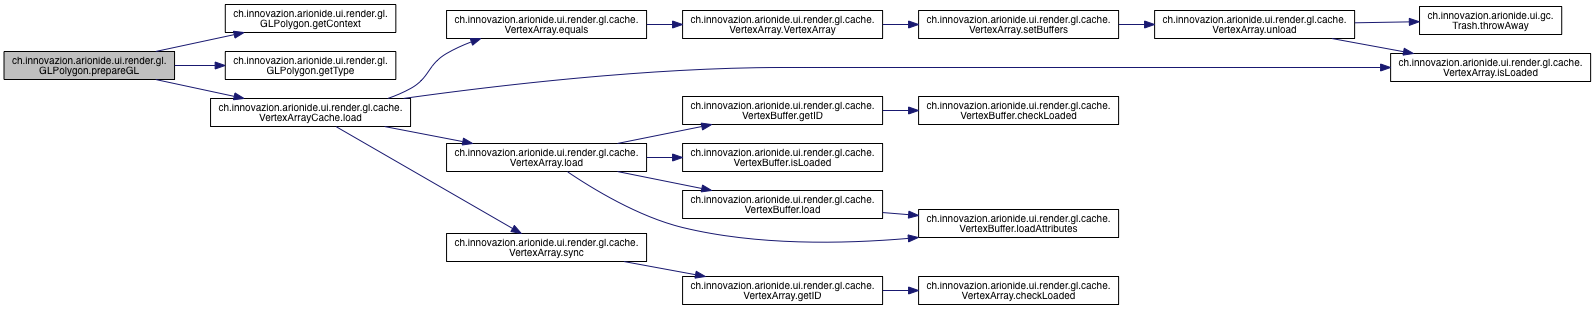 ch.innovazion.arionide.ui.render.gl.
GLPolygon.prepareGL
ch.innovazion.arionide.ui.render.gl.
GLPolygon.getContext
ch.innovazion.arionide.ui.render.gl.
GLPolygon.getType
ch.innovazion.arionide.ui.render.gl.cache.
VertexArrayCache.load
ch.innovazion.arionide.ui.render.gl.cache.
VertexArray.equals
ch.innovazion.arionide.ui.render.gl.cache.
VertexArray.VertexArray
ch.innovazion.arionide.ui.render.gl.cache.
VertexArray.setBuffers
ch.innovazion.arionide.ui.render.gl.cache.
VertexArray.unload
ch.innovazion.arionide.ui.gc.
Trash.throwAway
ch.innovazion.arionide.ui.render.gl.cache.
VertexArray.isLoaded
ch.innovazion.arionide.ui.render.gl.cache.
VertexArray.load
ch.innovazion.arionide.ui.render.gl.cache.
VertexBuffer.getID
ch.innovazion.arionide.ui.render.gl.cache.
VertexBuffer.checkLoaded
ch.innovazion.arionide.ui.render.gl.cache.
VertexBuffer.isLoaded
ch.innovazion.arionide.ui.render.gl.cache.
VertexBuffer.load
ch.innovazion.arionide.ui.render.gl.cache.
VertexBuffer.loadAttributes
ch.innovazion.arionide.ui.render.gl.cache.
VertexArray.sync
ch.innovazion.arionide.ui.render.gl.cache.
VertexArray.getID
ch.innovazion.arionide.ui.render.gl.cache.
VertexArray.checkLoaded